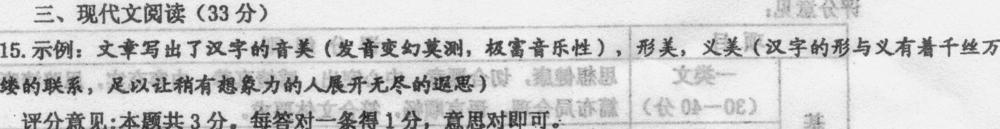 三、现代文阅读（33 分）
15. 示例：文章写出了汉字的音美（发音变幻莫测，极富音乐性），形美，义美（汉字的形与义有着千丝万
缕的联系，足以让稍有想象力的人展开无尽的遐思）
评分意见:本题共 3 分。每答对一条得 1 分，意思对即可。